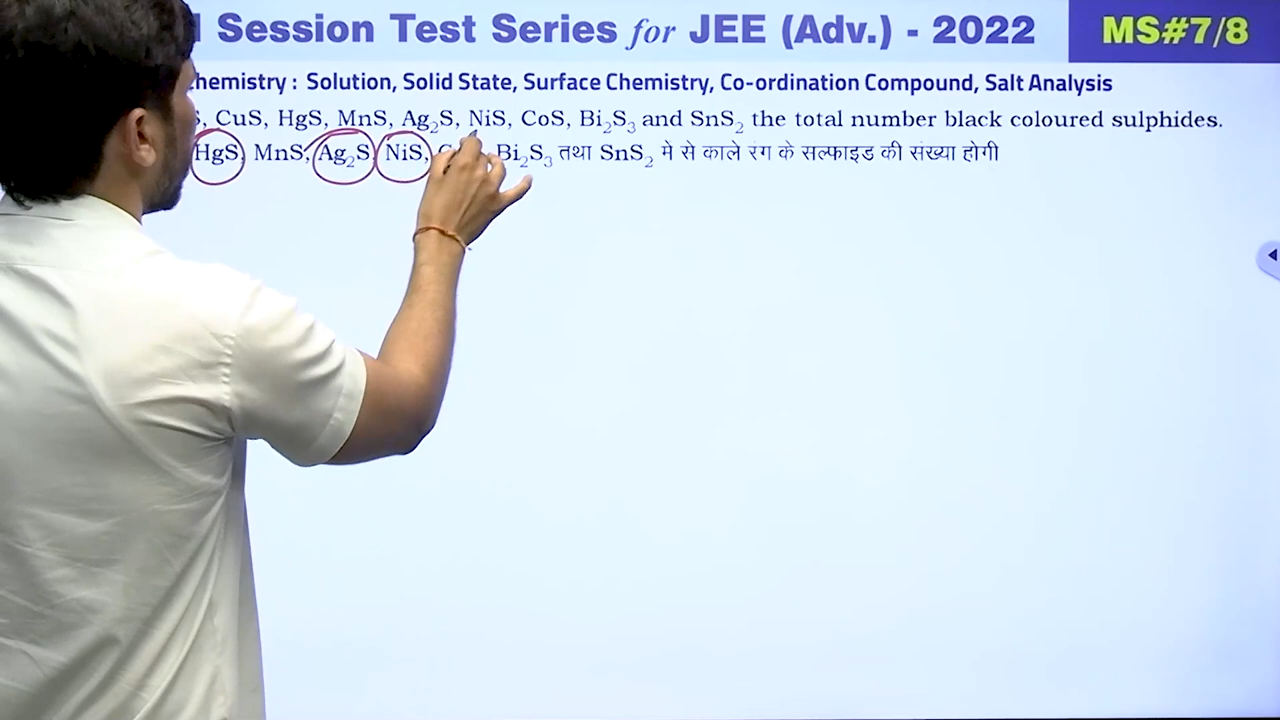 Session Test Series for JEE (Adv.) - 2022
MS#7/8
Chemistry : Solution, Solid State, Surface Chemistry, Co-ordination Compound, Salt Analysis
CuS, HgS, MnS, Ag₂S, NiS, CoS, Bi₂S₃ and SnS₂ the total number black coloured sulphides.
HgS, MnS, Ag₂S, NiS, Bi₂S₃ तथा SnS₂ मे से काले रंग के सल्फाइड की संख्या होगी